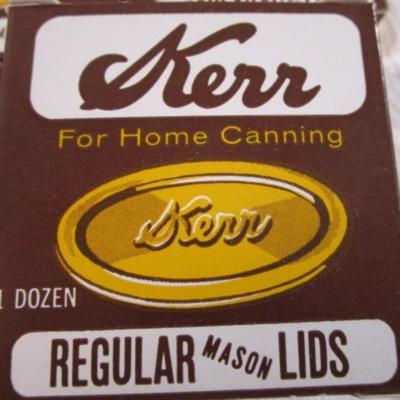 Kerr
For Home Canning
Kerr
1 DOZEN
REGULAR MASON LIDS